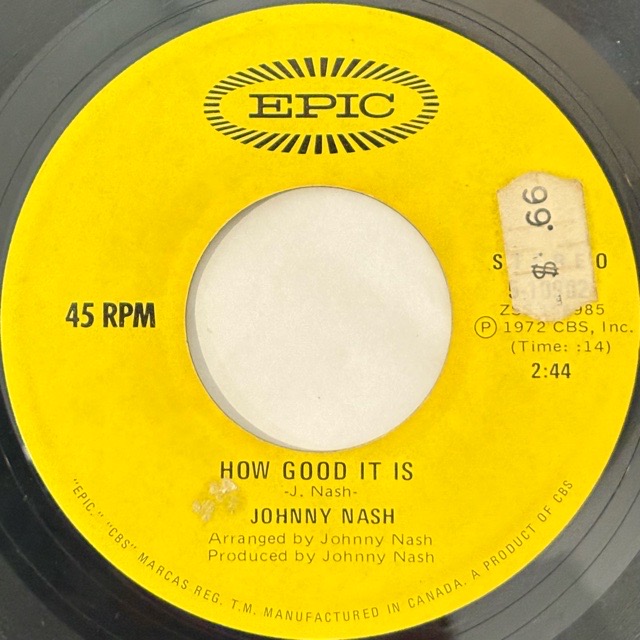 EPIC
$ .99
45 RPM
℗ 1972 CBS, Inc.
(Time: :14)
2:44
HOW GOOD IT IS
-J. Nash-
JOHNNY NASH
Arranged by Johnny Nash
Produced by Johnny Nash
"EPIC," "CBS" MARCAS REG. T.M. MANUFACTURED IN CANADA. A PRODUCT OF CBS